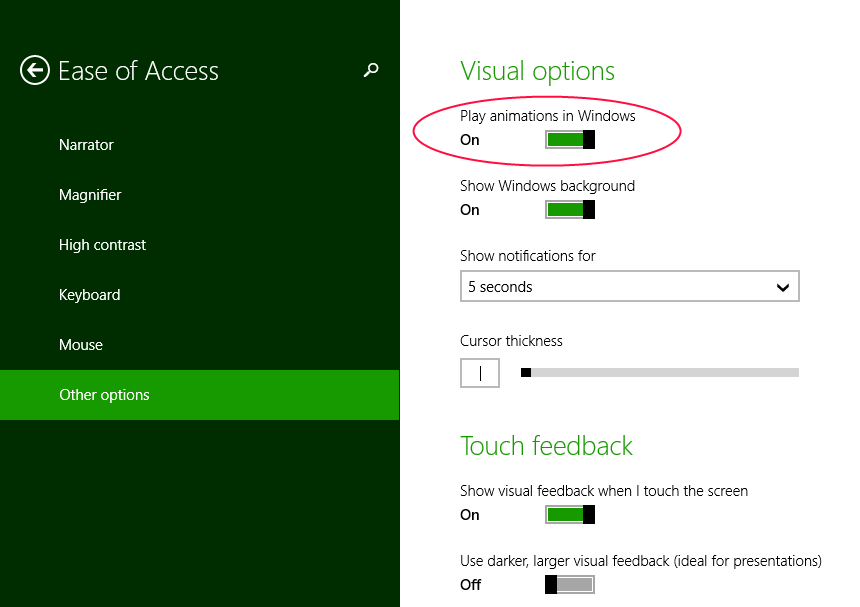 Ease of Access
Narrator
Magnifier
High contrast
Keyboard
Mouse
Other options
Visual options
Play animations in Windows
On
Show Windows background
On
Show notifications for
5 seconds
Cursor thickness
Touch feedback
Show visual feedback when I touch the screen
On
Use darker, larger visual feedback (ideal for presentations)
Off